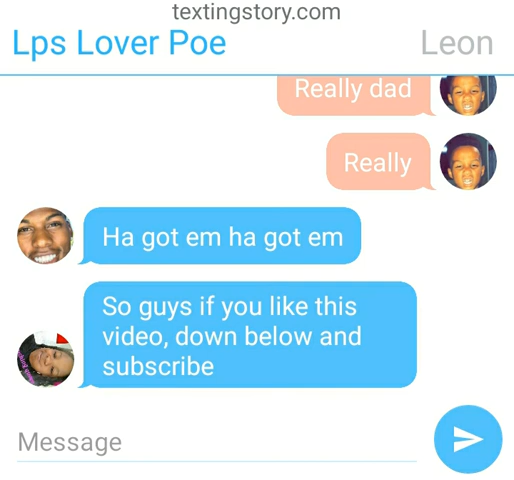 textingstory.com
Lps Lover Poe
Leon
Really dad
Really
Ha got em ha got em
So guys if you like this
video, down below and
subscribe
Message